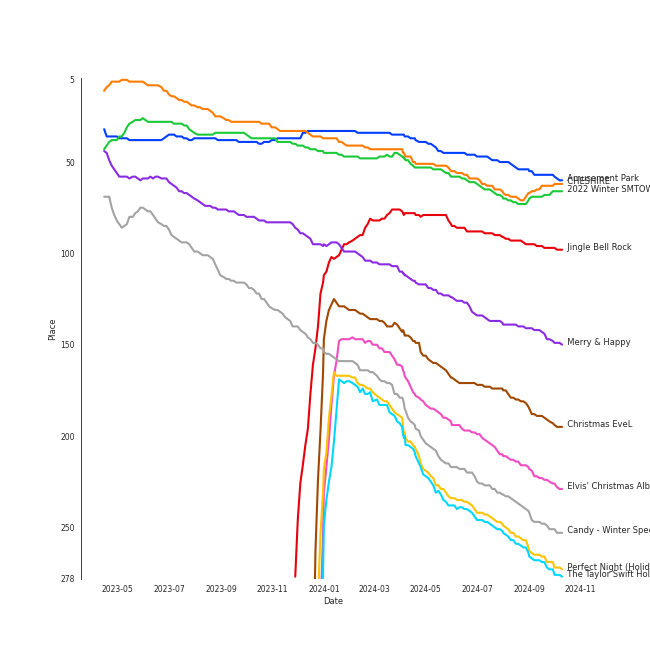 5
50
100
150
200
250
278
Place
2023-05
2023-07
2023-09
2023-11
2024-01
2024-03
2024-05
2024-07
2024-09
2024-11
Date
Amusement Park
CHESHIRE
2022 Winter SMTOW
Jingle Bell Rock
Merry & Happy
Christmas EveL
Elvis' Christmas Alb
Candy - Winter Spe
Perfect Night (Holid
The Taylor Swift Hol